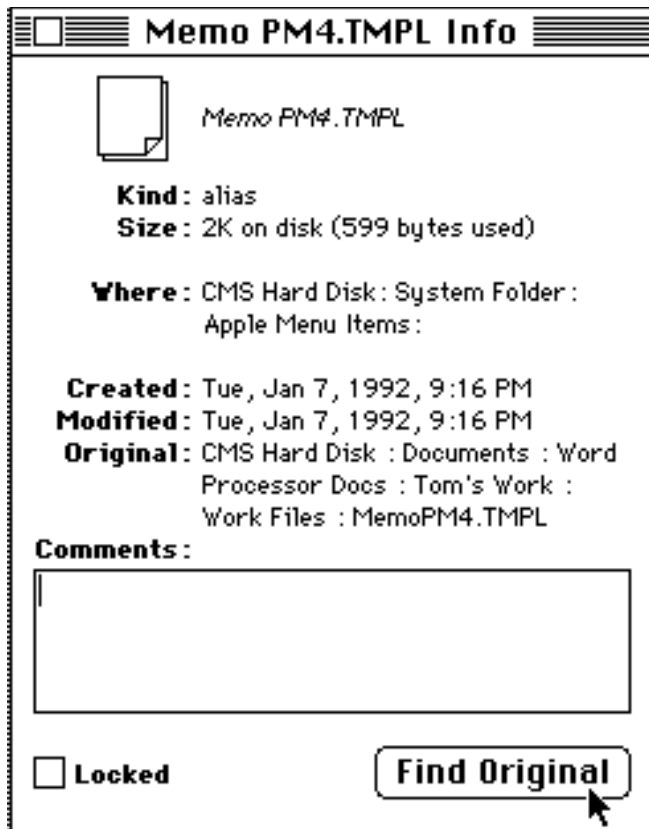 Memo PM4.TMPL Info
Memo PM4.TMPL
Kind: alias
Size: 2K on disk (599 bytes used)
Where: CMS Hard Disk: System Folder:
Apple Menu Items:
Created: Tue, Jan 7, 1992, 9:16 PM
Modified: Tue, Jan 7, 1992, 9:16 PM
Original: CMS Hard Disk : Documents : Word
Processor Docs : Tom's Work :
Work Files : MemoPM4.TMPL
Comments:
Locked
Find Original